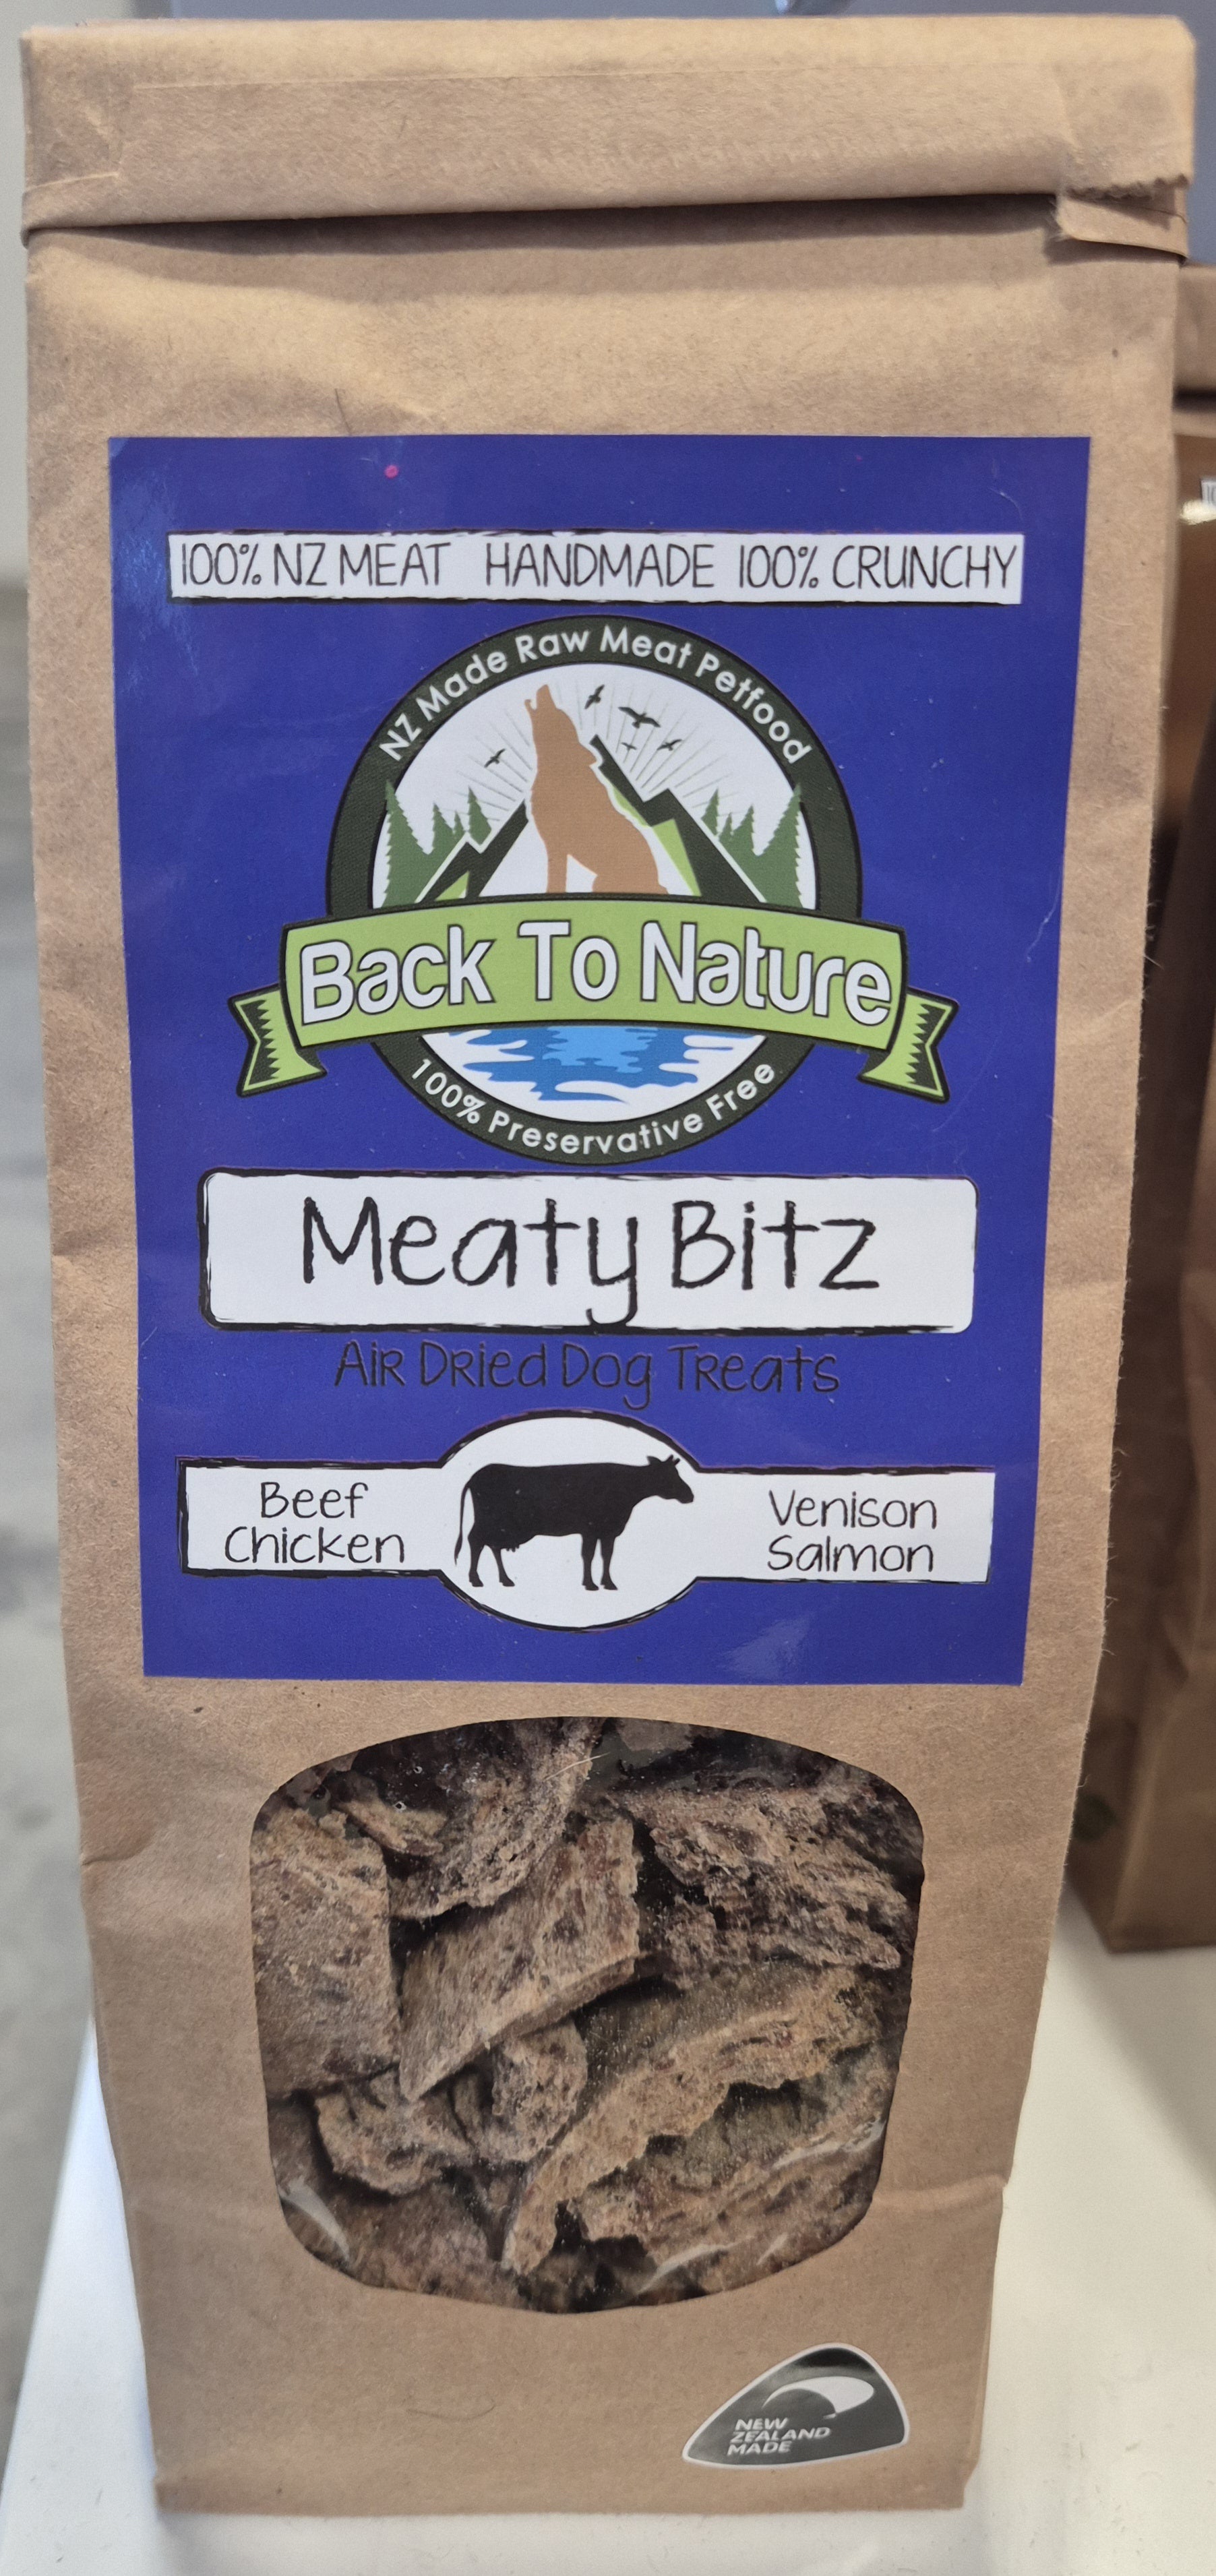 100% NZ MEAT HANDMADE 100% CRUNCHY
NZ Made Raw Meat Petfood
Back To Nature
100% Preservative Free
Meaty Bitz
Air Dried Dog Treats
Beef
Chicken
Venison
Salmon
NEW
ZEALAND
MADE